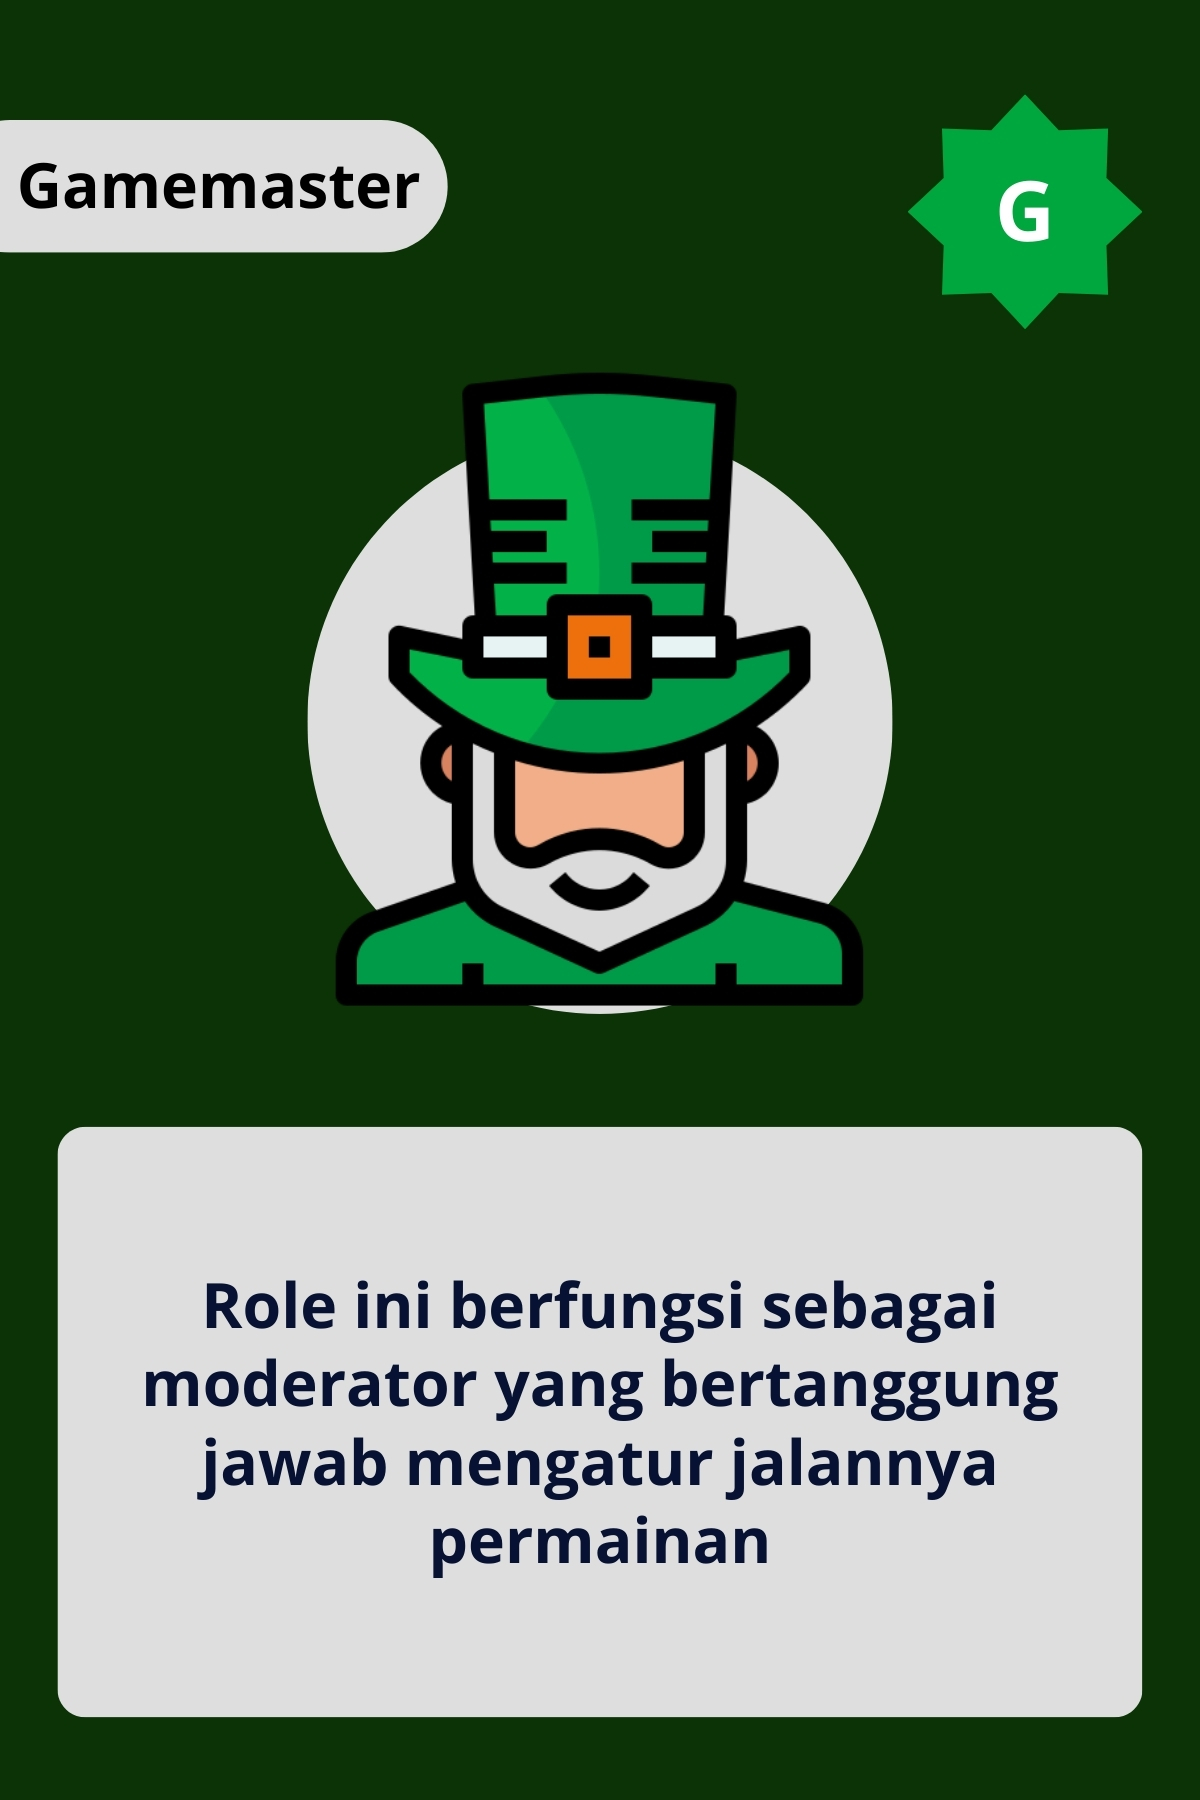 Gamemaster
G
Role ini berfungsi sebagai
moderator yang bertanggung
jawab mengatur jalannya
permainan